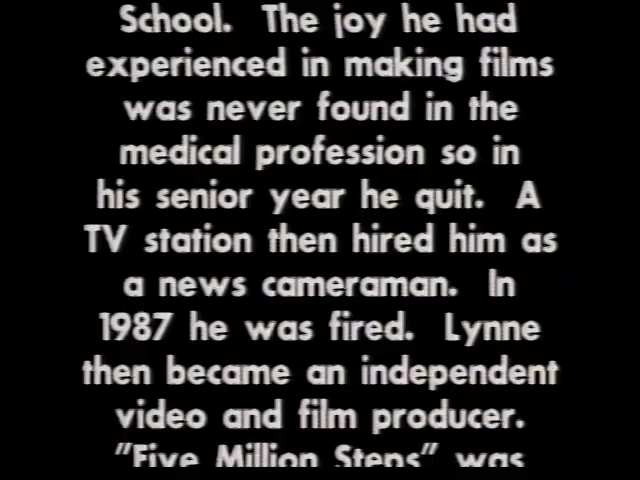 School.  The joy he had
experienced in making films
was never found in the
medical profession so in
his senior year he quit.  A
TV station then hired him as
a news cameraman.  In
1987 he was fired.  Lynne
then became an independent
video and film producer.
"Five Million Steps" was